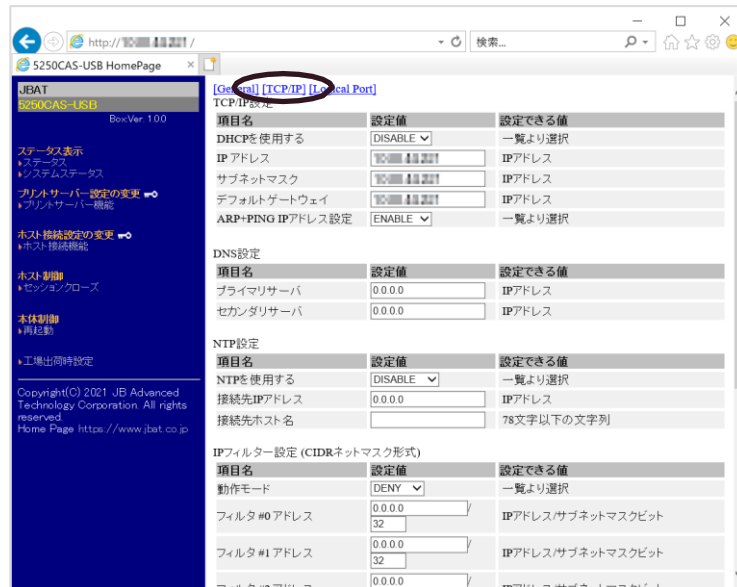 http://
検索...
5250CAS-USB HomePage
JBAT
5250CAS-USB
Box:Ver. 1.0.0
ステータス表示
ステータス
システムステータス
プリントサーバー設定の変更
プリントサーバー機能
ホスト接続設定の変更
ホスト接続機能
ホスト制御
セッションクローズ
本体制御
再起動
工場出荷時設定
Copyright(C) 2021 JB Advanced
Technology Corporation. All rights
reserved.
Home Page https://www.jbat.co.jp
[General] [TCP/IP] [Logical Port]
TCP/IP設定
項目名 設定値 設定できる値
DHCPを使用する DISABLE 一覧より選択
IP アドレス IPアドレス
サブネットマスク IPアドレス
デフォルトゲートウェイ IPアドレス
ARP+PING IPアドレス設定 ENABLE 一覧より選択
DNS設定
項目名 設定値 設定できる値
プライマリサーバ 0.0.0.0 IPアドレス
セカンダリサーバ 0.0.0.0 IPアドレス
NTP設定
項目名 設定値 設定できる値
NTPを使用する DISABLE 一覧より選択
接続先IPアドレス 0.0.0.0 IPアドレス
接続先ホスト名 78文字以下の文字列
IPフィルター設定 (CIDRネットマスク形式)
項目名 設定値 設定できる値
動作モード DENY 一覧より選択
フィルタ #0 アドレス 0.0.0.0 / 32 IPアドレス/サブネットマスクビット
フィルタ #1 アドレス 0.0.0.0 / 32 IPアドレス/サブネットマスクビット
0.0.0.0 /